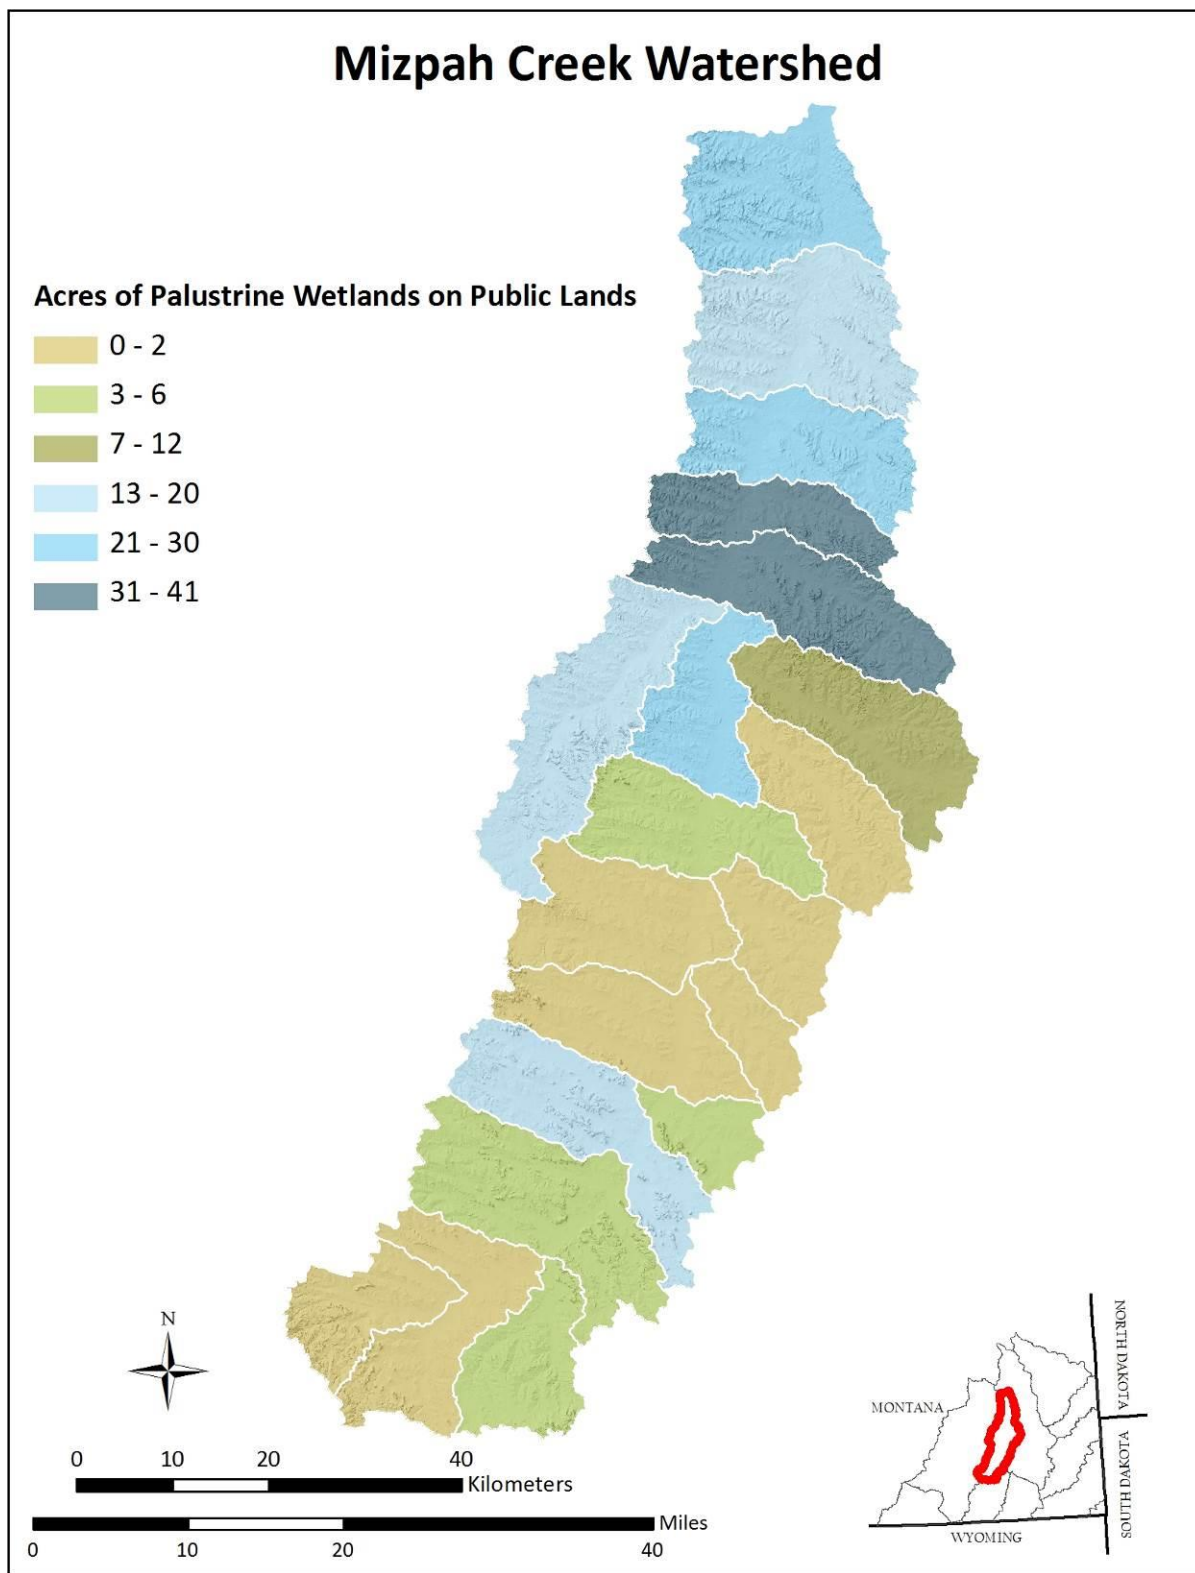 Mizpah Creek Watershed
Acres of Palustrine Wetlands on Public Lands
0 - 2
3 - 6
7 - 12
13 - 20
21 - 30
31 - 41
N
MONTANA
NORTH DAKOTA
SOUTH DAKOTA
WYOMING
0 10 20 40
Kilometers
Miles
0 10 20 40